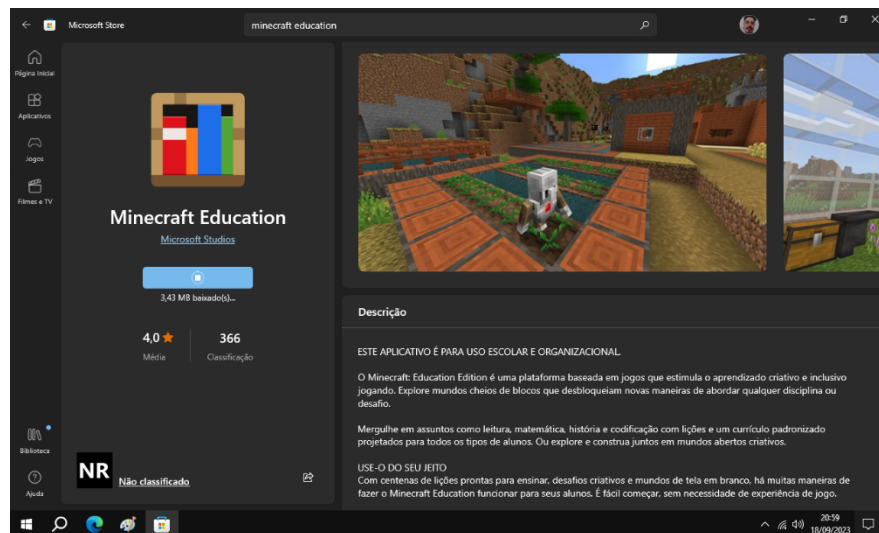 Microsoft Store
minecraft education
Página Inicial
Aplicativos
Jogos
Filmes e TV
Minecraft Education
Microsoft Studios
3,43 MB baixado(s)...
4,0
366
Média
Classificação
Biblioteca
Ajuda
NR
Não classificado
Descrição
ESTE APLICATIVO É PARA USO ESCOLAR E ORGANIZACIONAL.
O Minecraft: Education Edition é uma plataforma baseada em jogos que estimula o aprendizado criativo e inclusivo
jogando. Explore mundos cheios de blocos que desbloqueiam novas maneiras de abordar qualquer disciplina ou
desafio.
Mergulhe em assuntos como leitura, matemática, história e codificação com lições e um currículo padronizado
projetados para todos os tipos de alunos. Ou explore e construa juntos em mundos abertos criativos.
USE-O DO SEU JEITO
Com centenas de lições prontas para ensinar, desafios criativos e mundos de tela em branco, há muitas maneiras de
fazer o Minecraft Education funcionar para seus alunos. É fácil começar, sem necessidade de experiência de jogo.
20:59
18/09/2023